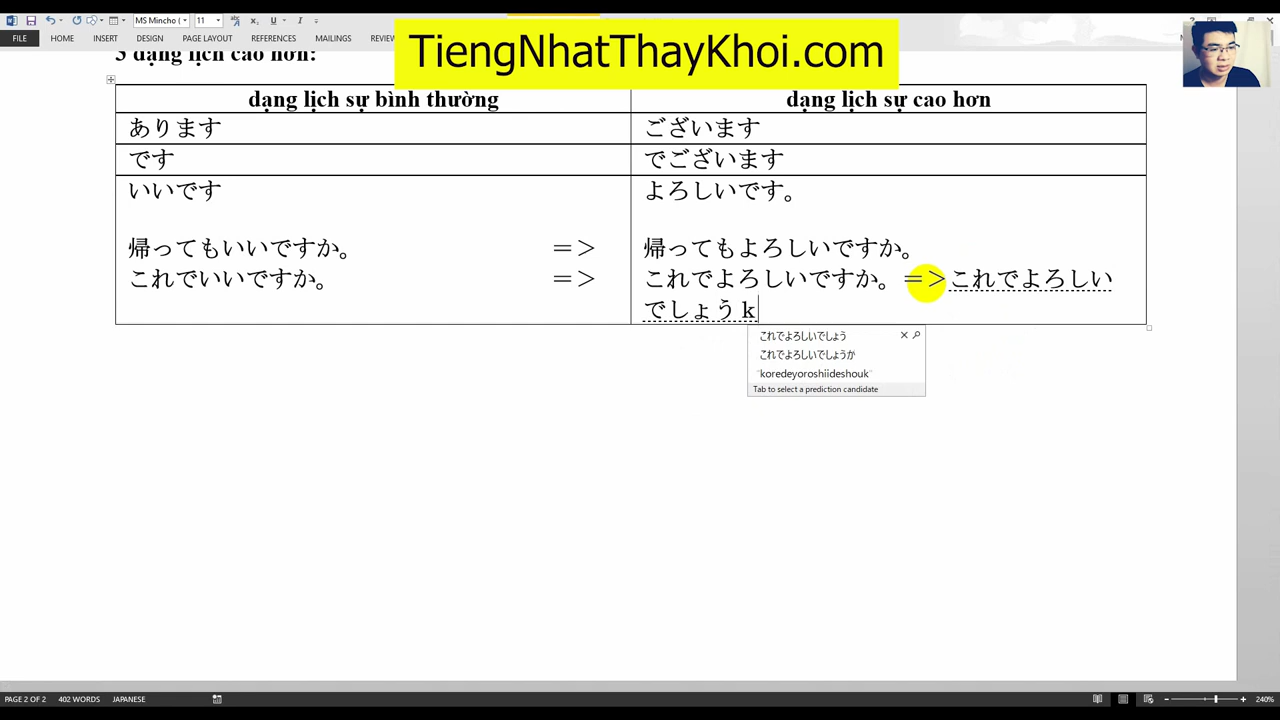 MS Mincho (
11
FILE
HOME
INSERT
DESIGN
PAGE LAYOUT
REFERENCES
MAILINGS
REVIEW
TiengNhatThayKhoi.com
3 dạng lịch cao hơn:
dạng lịch sự bình thường
dạng lịch sự cao hơn
あります
ございます
です
でございます
いいです
よろしいです。
帰ってもいいですか。 =>
帰ってもよろしいですか。
これでいいですか。 =>
これでよろしいですか。=>これでよろしい
でしょうk
これでよろしいでしょう
これでよろしいでしょうか
"koredeyoroshiideshouk"
Tab to select a prediction candidate
PAGE 2 OF 2
402 WORDS
JAPANESE
240%